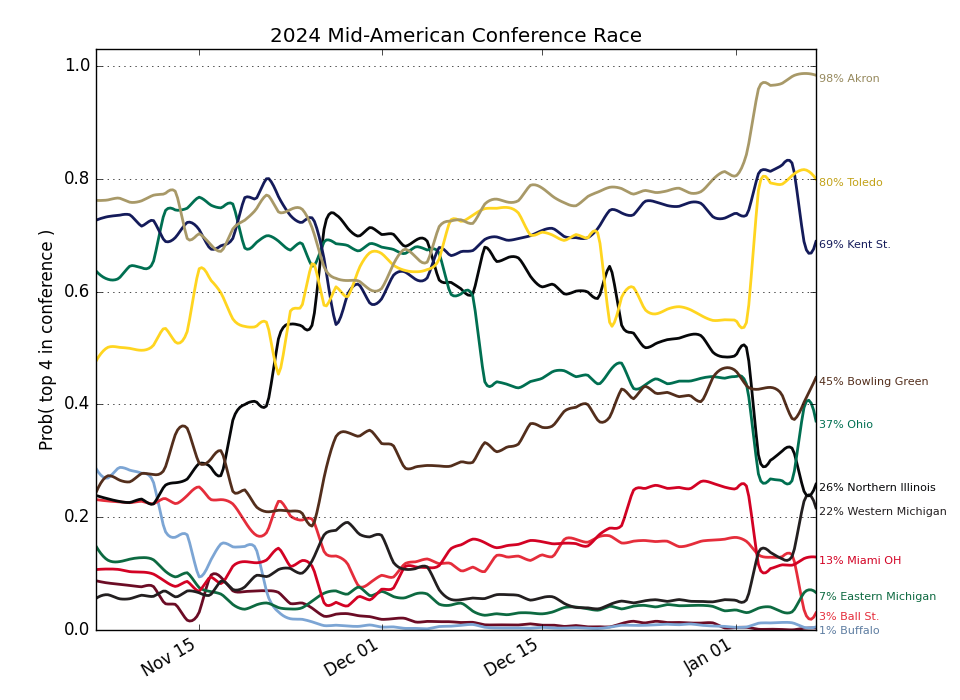 2024 Mid-American Conference Race
Prob( top 4 in conference )
1.0
0.8
0.6
0.4
0.2
0.0
Nov 15
Dec 01
Dec 15
Jan 01
98% Akron
80% Toledo
69% Kent St.
45% Bowling Green
37% Ohio
26% Northern Illinois
22% Western Michigan
13% Miami OH
7% Eastern Michigan
3% Ball St.
1% Buffalo